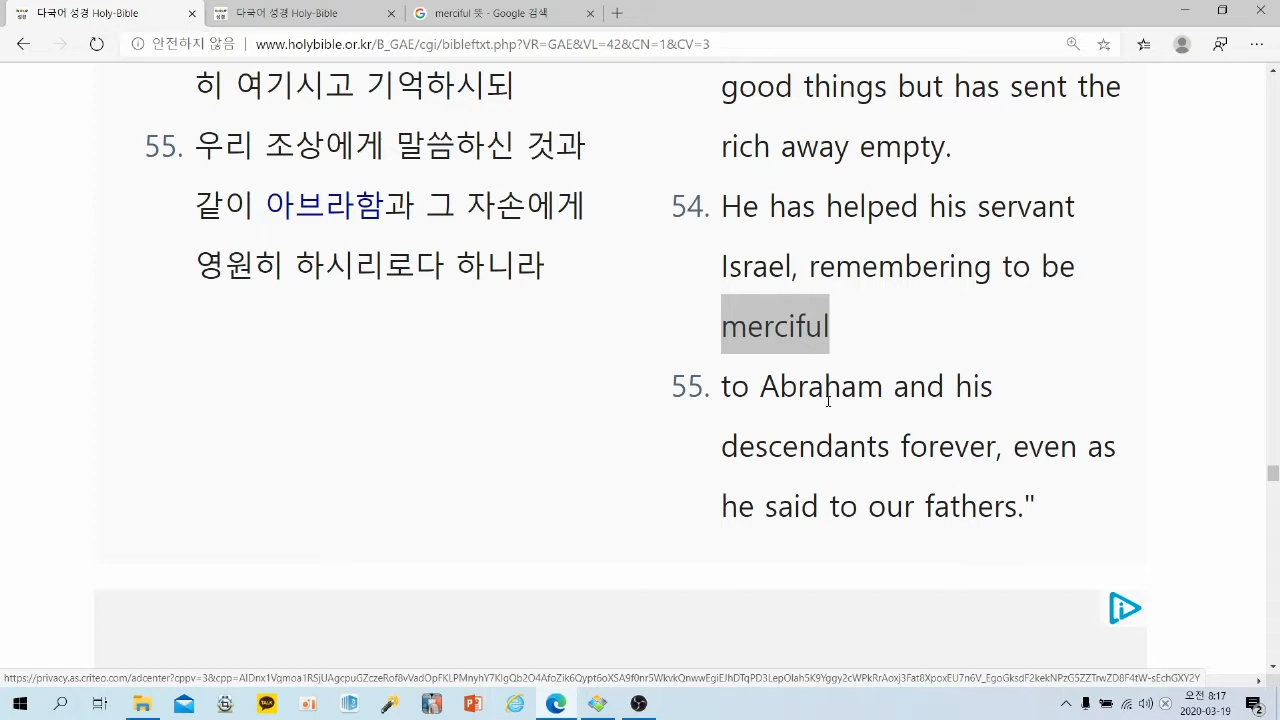 다국어 성경 Holy-Bible
다국어 성경 Holy-Bible
merciful 뜻 - Google 검색
안전하지 않음
www.holybible.or.kr/B_GAE/cgi/bibleftxt.php?VR=GAE&VL=42&CN=1&CV=3
히 여기시고 기억하시되
55. 우리 조상에게 말씀하신 것과
같이 아브라함과 그 자손에게
영원히 하시리로다 하니라
good things but has sent the
rich away empty.
54. He has helped his servant
Israel, remembering to be
merciful
55. to Abraham and his
descendants forever, even as
he said to our fathers."
오전 8:17
2020-03-19